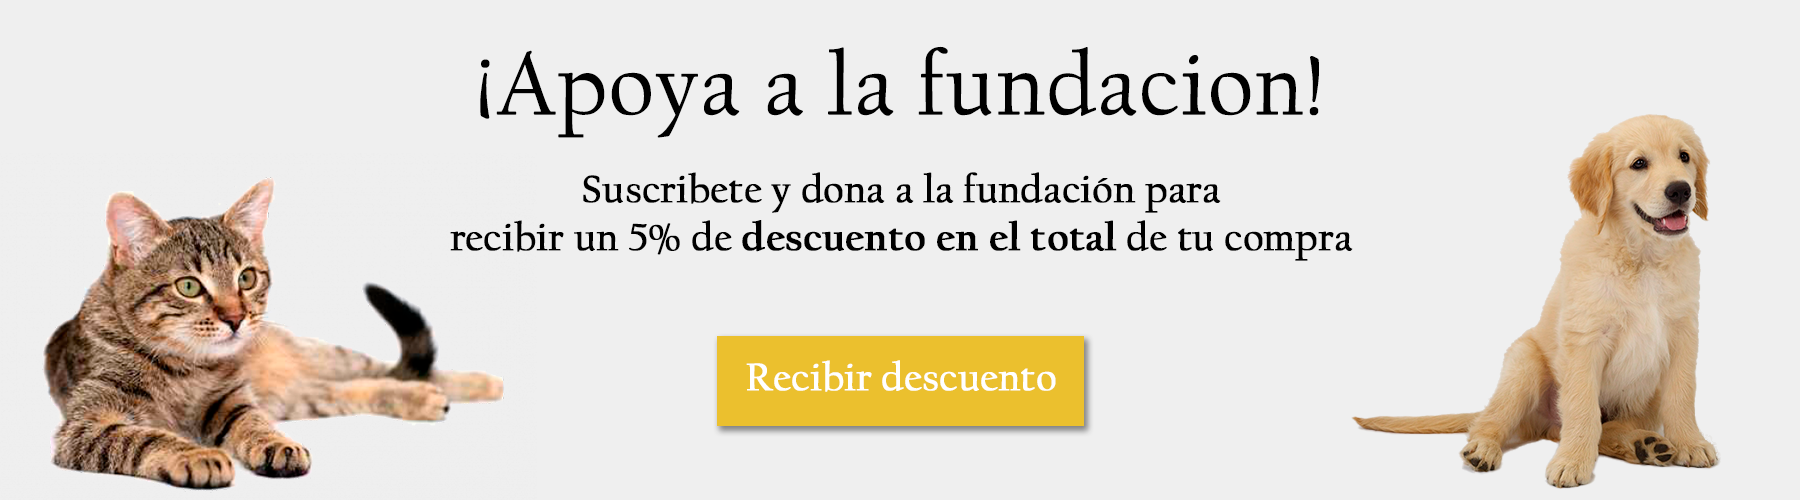 ¡Apoya a la fundacion!
Suscribete y dona a la fundación para
recibir un 5% de descuento en el total de tu compra
Recibir descuento